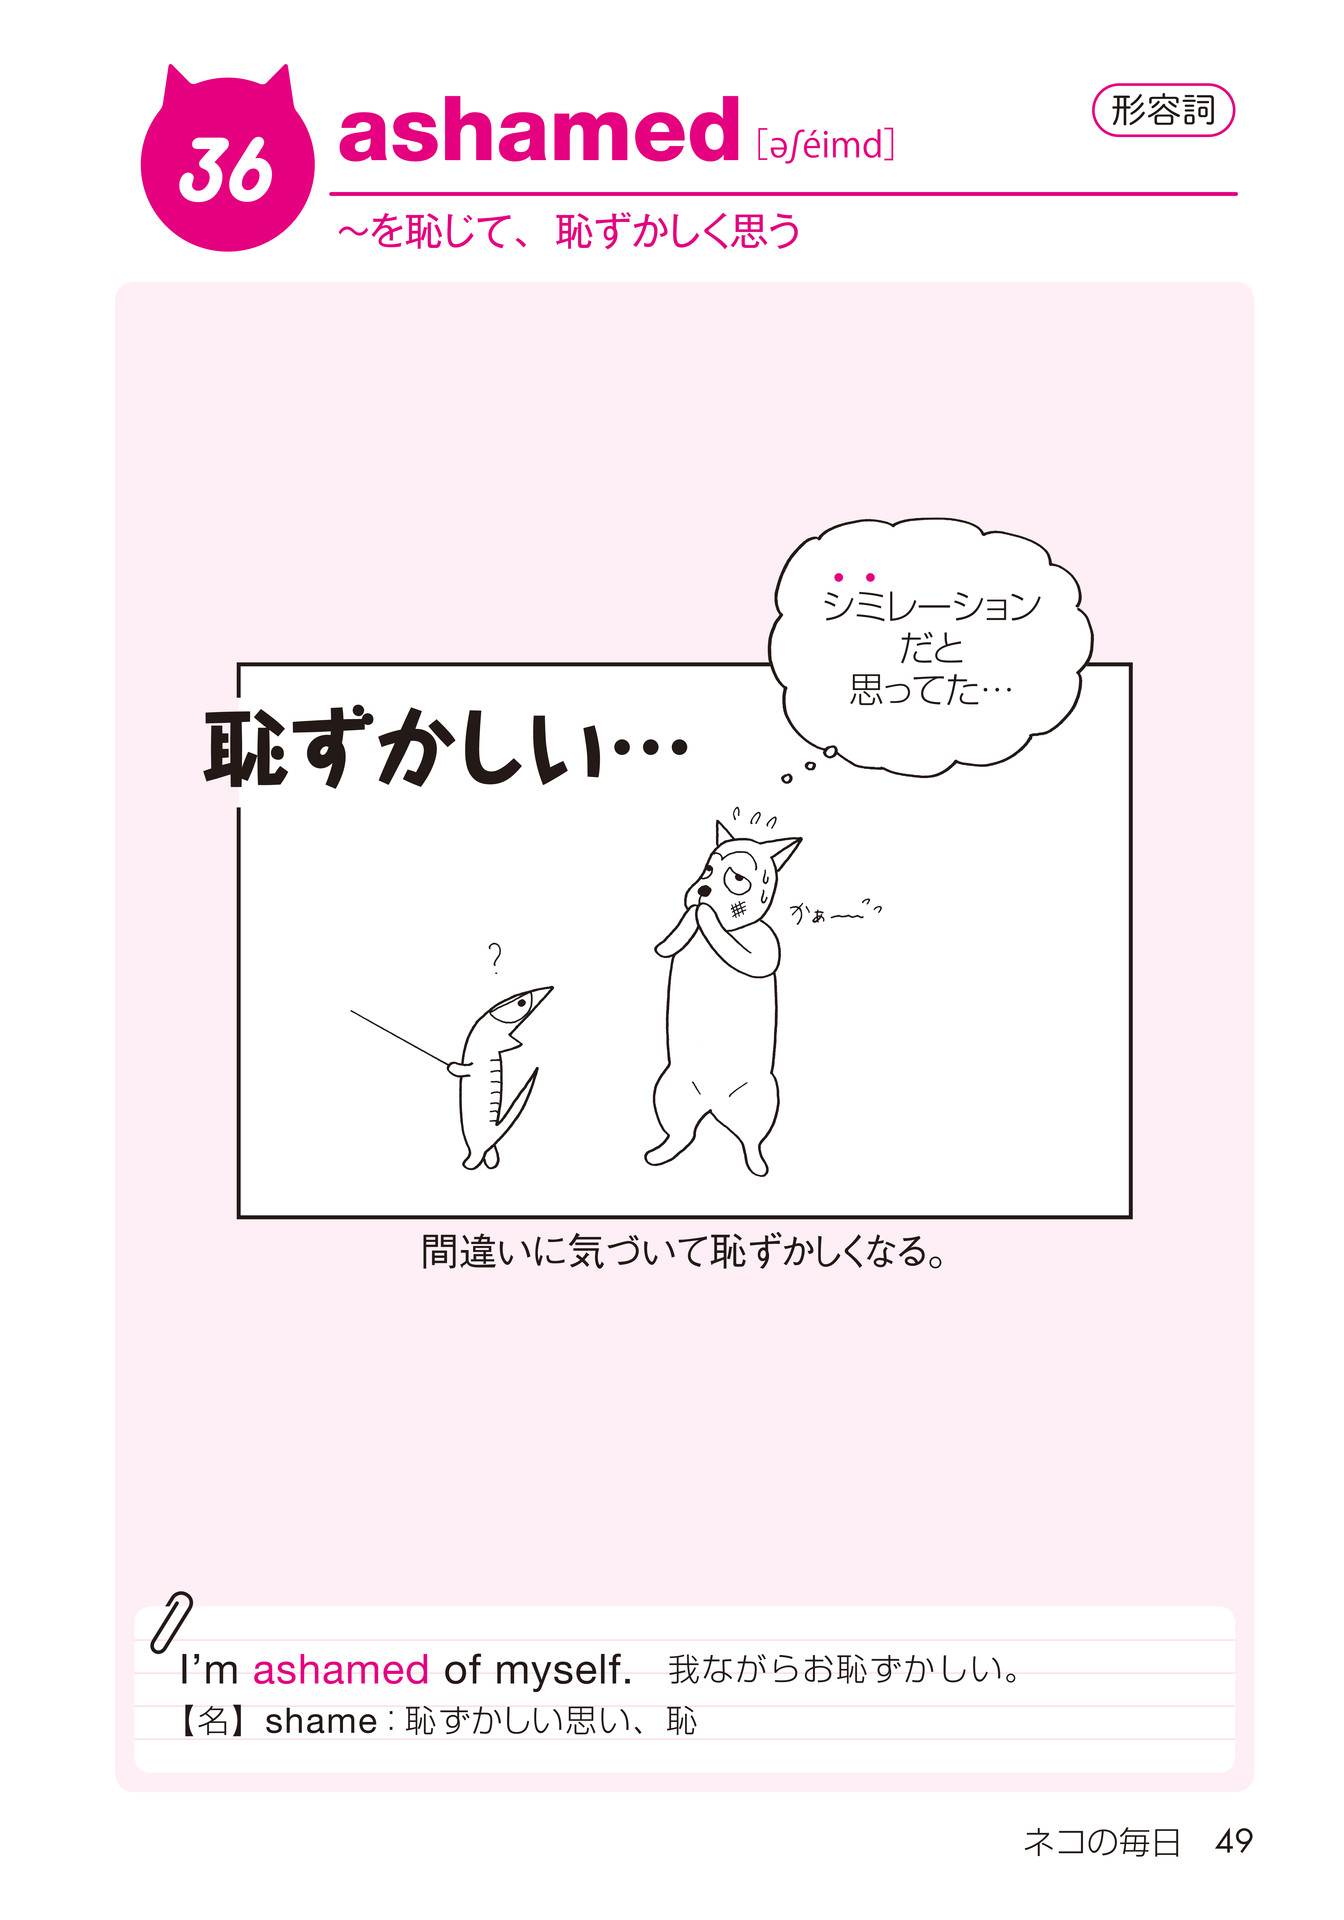 36
ashamed [əʃéimd]
形容詞
〜を恥じて、恥ずかしく思う
シミレーション
だと
思ってた…
恥ずかしい…
かぁ〜〜
?
間違いに気づいて恥ずかしくなる。
I'm ashamed of myself. 我ながらお恥ずかしい。
【名】shame：恥ずかしい思い、恥
ネコの毎日 49